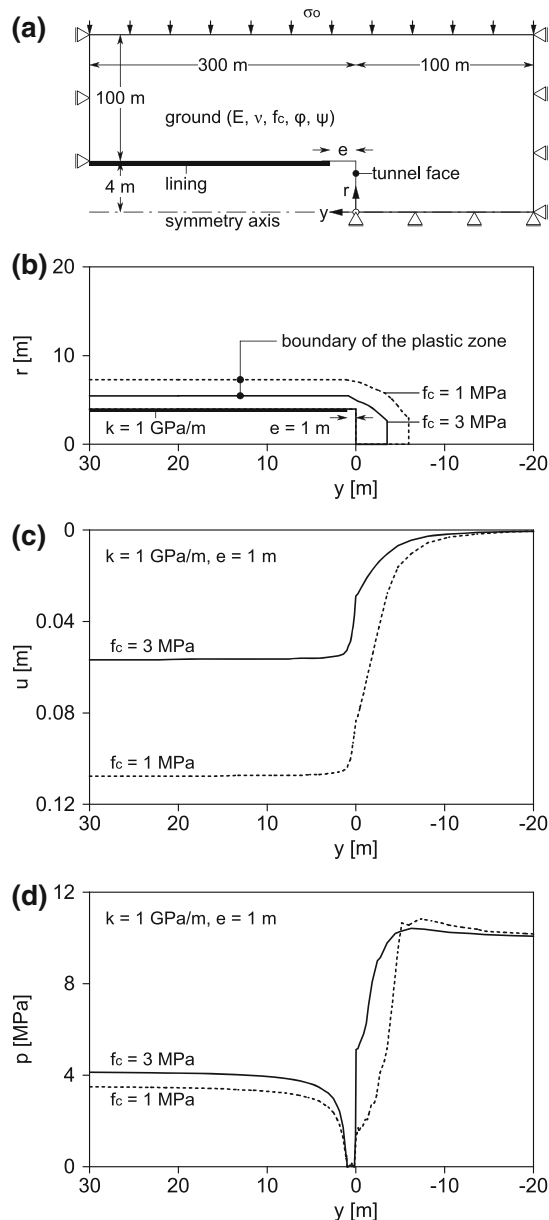 (a)
σo
300 m
100 m
100 m
ground (E, ν, fc, φ, ψ)
e
lining
tunnel face
4 m
r
y
symmetry axis
(b)
20
boundary of the plastic zone
r [m]
10
fc = 1 MPa
k = 1 GPa/m
e = 1 m
fc = 3 MPa
0
30 20 10 0 -10 -20
y [m]
(c)
0
k = 1 GPa/m, e = 1 m
0.04
fc = 3 MPa
u [m]
0.08
fc = 1 MPa
0.12
30 20 10 0 -10 -20
y [m]
(d)
12
k = 1 GPa/m, e = 1 m
8
p [MPa]
fc = 3 MPa
4
fc = 1 MPa
0
30 20 10 0 -10 -20
y [m]